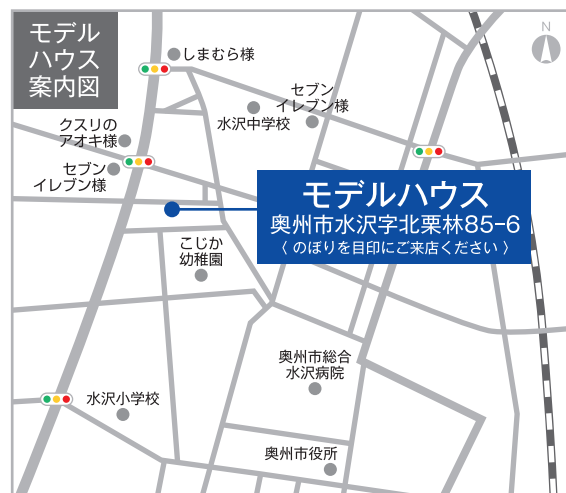 モデル
ハウス
案内図
しまむら様
N
セブン
イレブン様
水沢中学校
クスリの
アオキ様
セブン
イレブン様
モデルハウス
奥州市水沢字北栗林85-6
〈 のぼりを目印にご来店ください 〉
こじか
幼稚園
奥州市総合
水沢病院
水沢小学校
奥州市役所